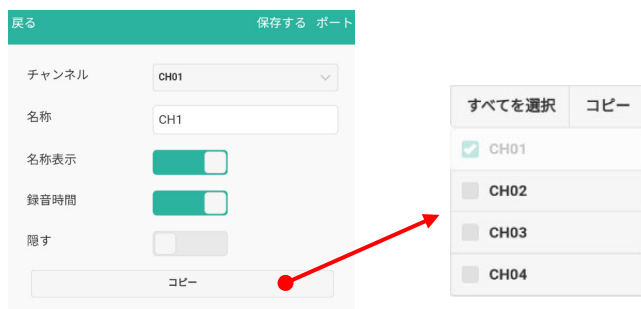 戻る 保存する ポート
チャンネル CH01
名称 CH1
名称表示
録音時間
隠す
コピー
すべてを選択 コピー
CH01
CH02
CH03
CH04